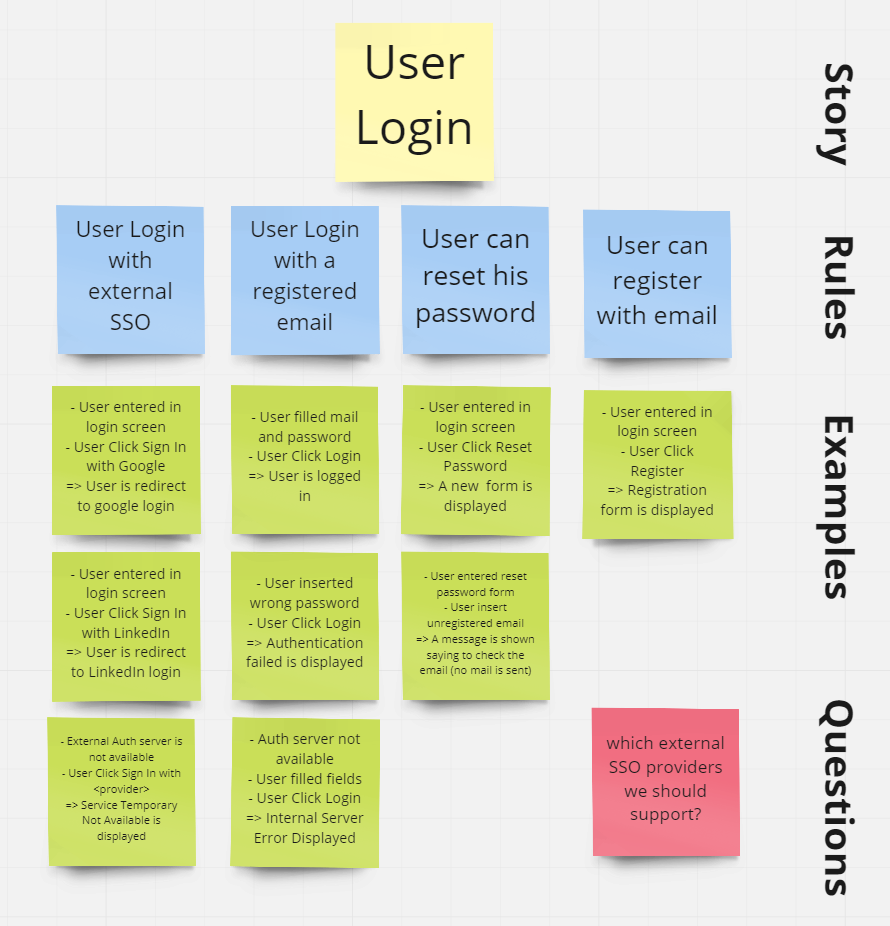 User
Login
Story
User Login
with
external
SSO
User Login
with a
registered
email
User can
reset his
password
User can
register
with email
Rules
- User entered in
login screen
- User Click Sign In
with Google
=> User is redirect
to google login
- User filled mail
and password
- User Click Login
=> User is logged
in
- User entered in
login screen
- User Click Reset
Password
=> A new form is
displayed
- User entered in
login screen
- User Click
Register
=> Registration
form is displayed
Examples
- User entered in
login screen
- User Click Sign In
with LinkedIn
=> User is redirect
to LinkedIn login
- User inserted
wrong password
- User Click Login
=> Authentication
failed is displayed
- User entered reset
password form
- User insert
unregistered email
=> A message is shown
saying to check the
email (no mail is sent)
- External Auth server is
not available
- User Click Sign In with
<provider>
=> Service Temporary
Not Available is
displayed
- Auth server not
available
- User filled fields
- User Click Login
=> Internal Server
Error Displayed
which external
SSO providers
we should
support?
Questions